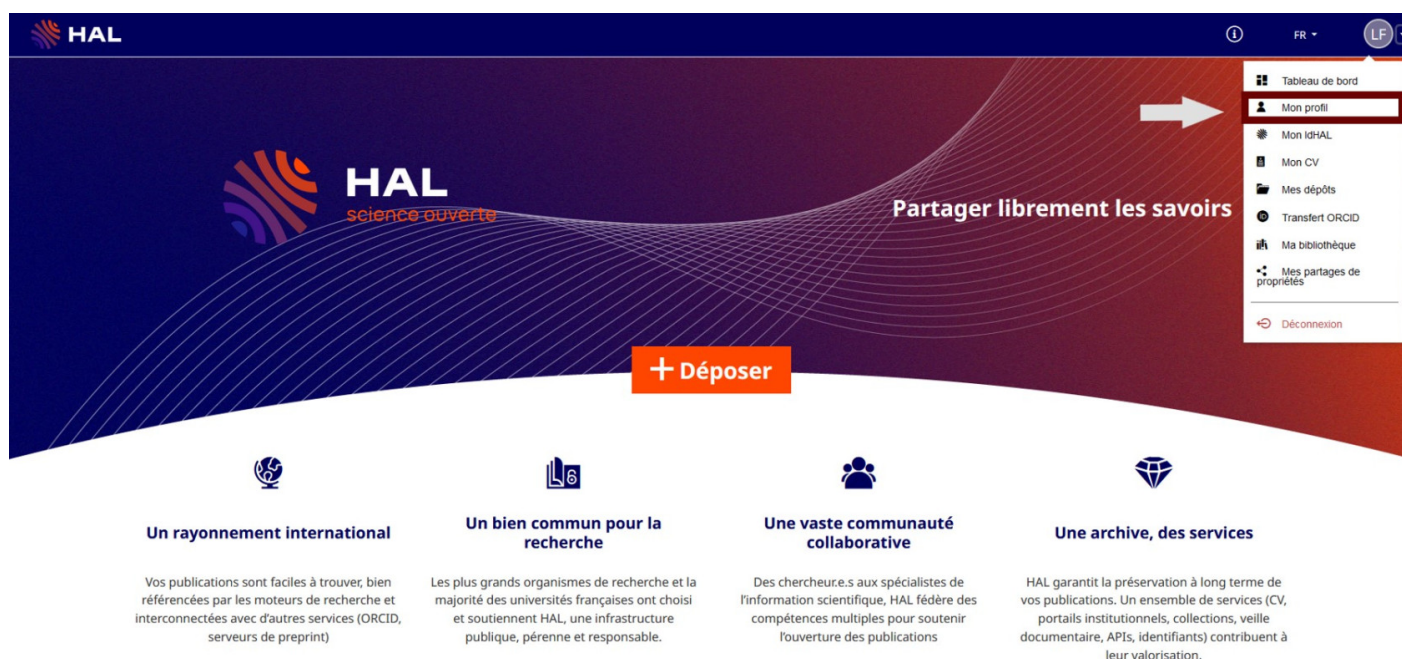 HAL
FR
LF
Tableau de bord
Mon profil
Mon IdHAL
Mon CV
Mes dépôts
Transfert ORCID
Ma bibliothèque
Mes partages de
propriétés
Déconnexion
HAL
science ouverte
Partager librement les savoirs
+ Déposer
Un rayonnement international
Vos publications sont faciles à trouver, bien
référencées par les moteurs de recherche et
interconnectées avec d'autres services (ORCID,
serveurs de preprint)
Un bien commun pour la
recherche
Les plus grands organismes de recherche et la
majorité des universités françaises ont choisi
et soutiennent HAL, une infrastructure
publique, pérenne et responsable.
Une vaste communauté
collaborative
Des chercheur.e.s aux spécialistes de
l'information scientifique, HAL fédère des
compétences multiples pour soutenir
l'ouverture des publications
Une archive, des services
HAL garantit la préservation à long terme de
vos publications. Un ensemble de services (CV,
portails institutionnels, collections, veille
documentaire, APIs, identifiants) contribuent à
leur valorisation.